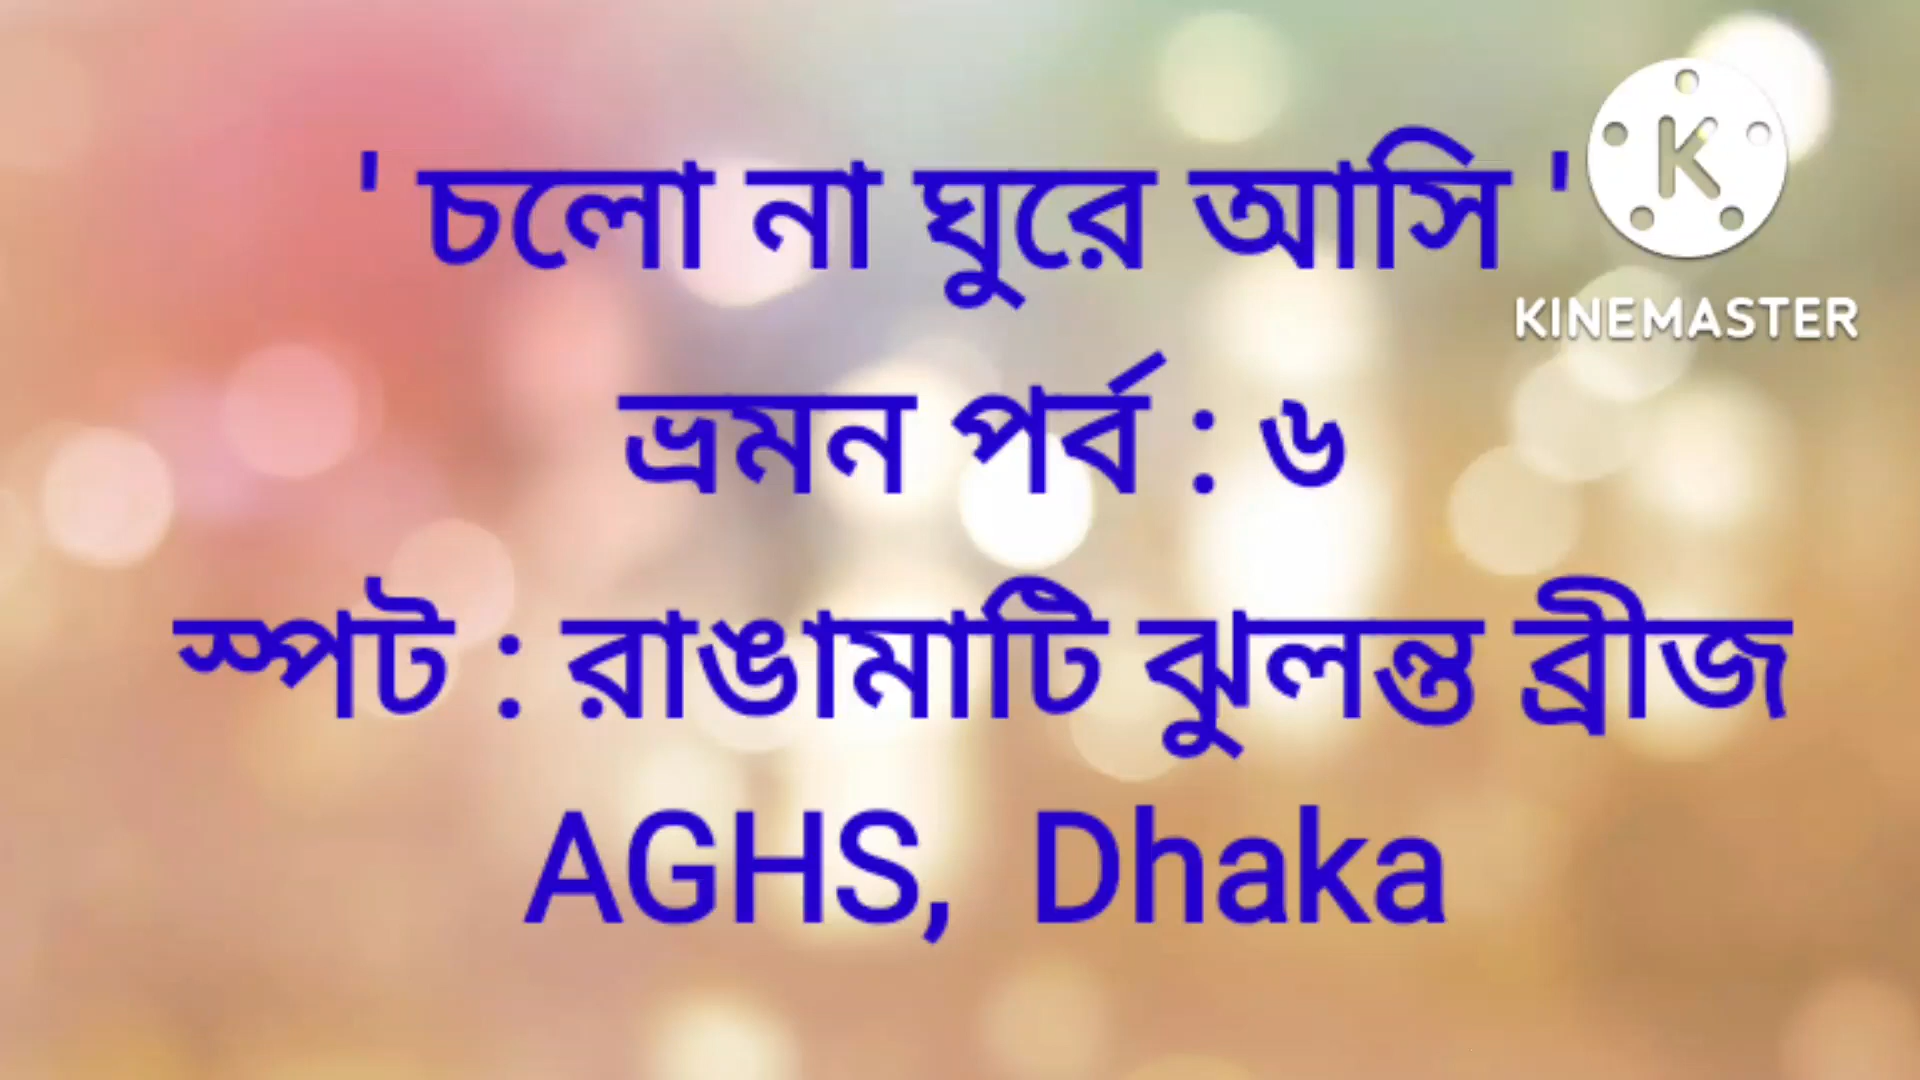 ' চলো না ঘুরে আসি '
KINEMASTER
ভ্রমন পর্ব : ৬
স্পট : রাঙামাটি ঝুলন্ত ব্রীজ
AGHS, Dhaka